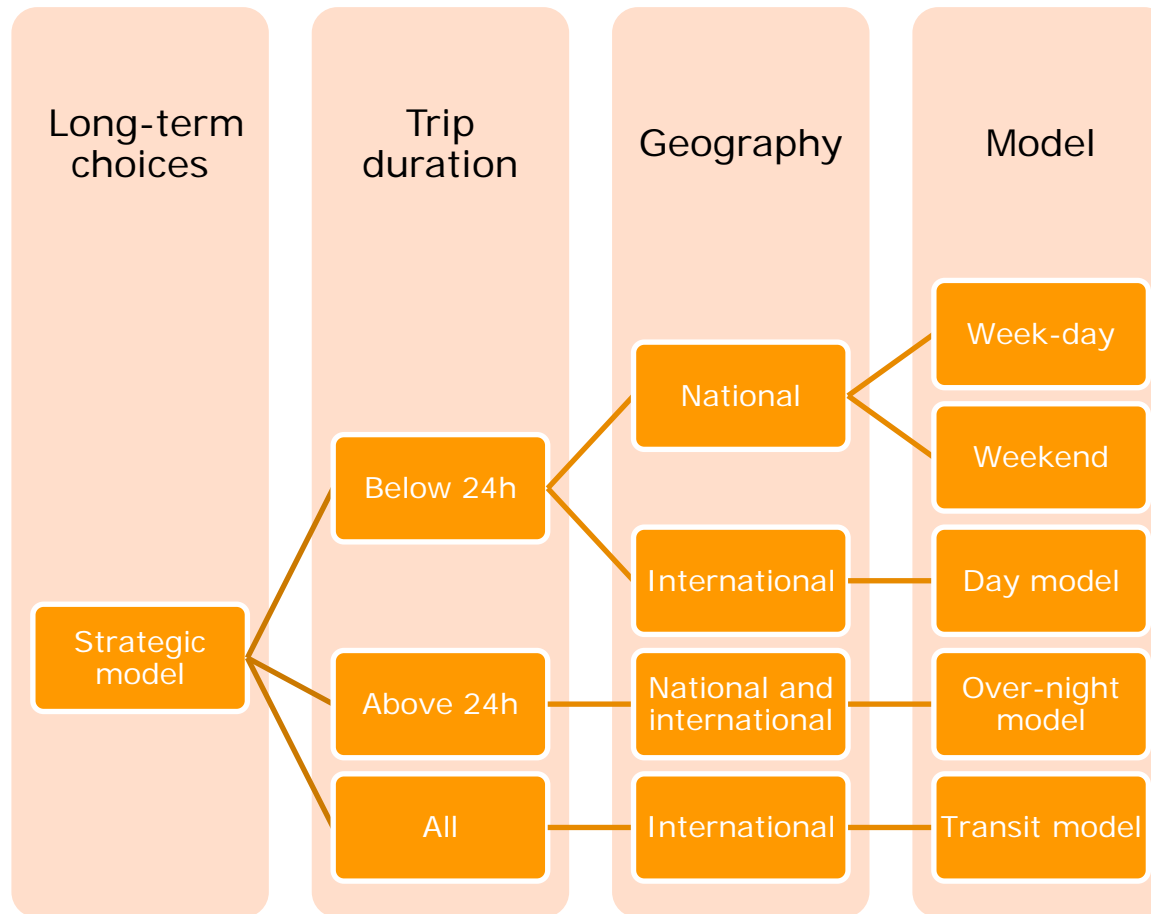 Long-term
choices
Trip
duration
Geography
Model
Strategic
model
Below 24h
Above 24h
All
National
International
National and
international
International
Week-day
Weekend
Day model
Over-night
model
Transit model